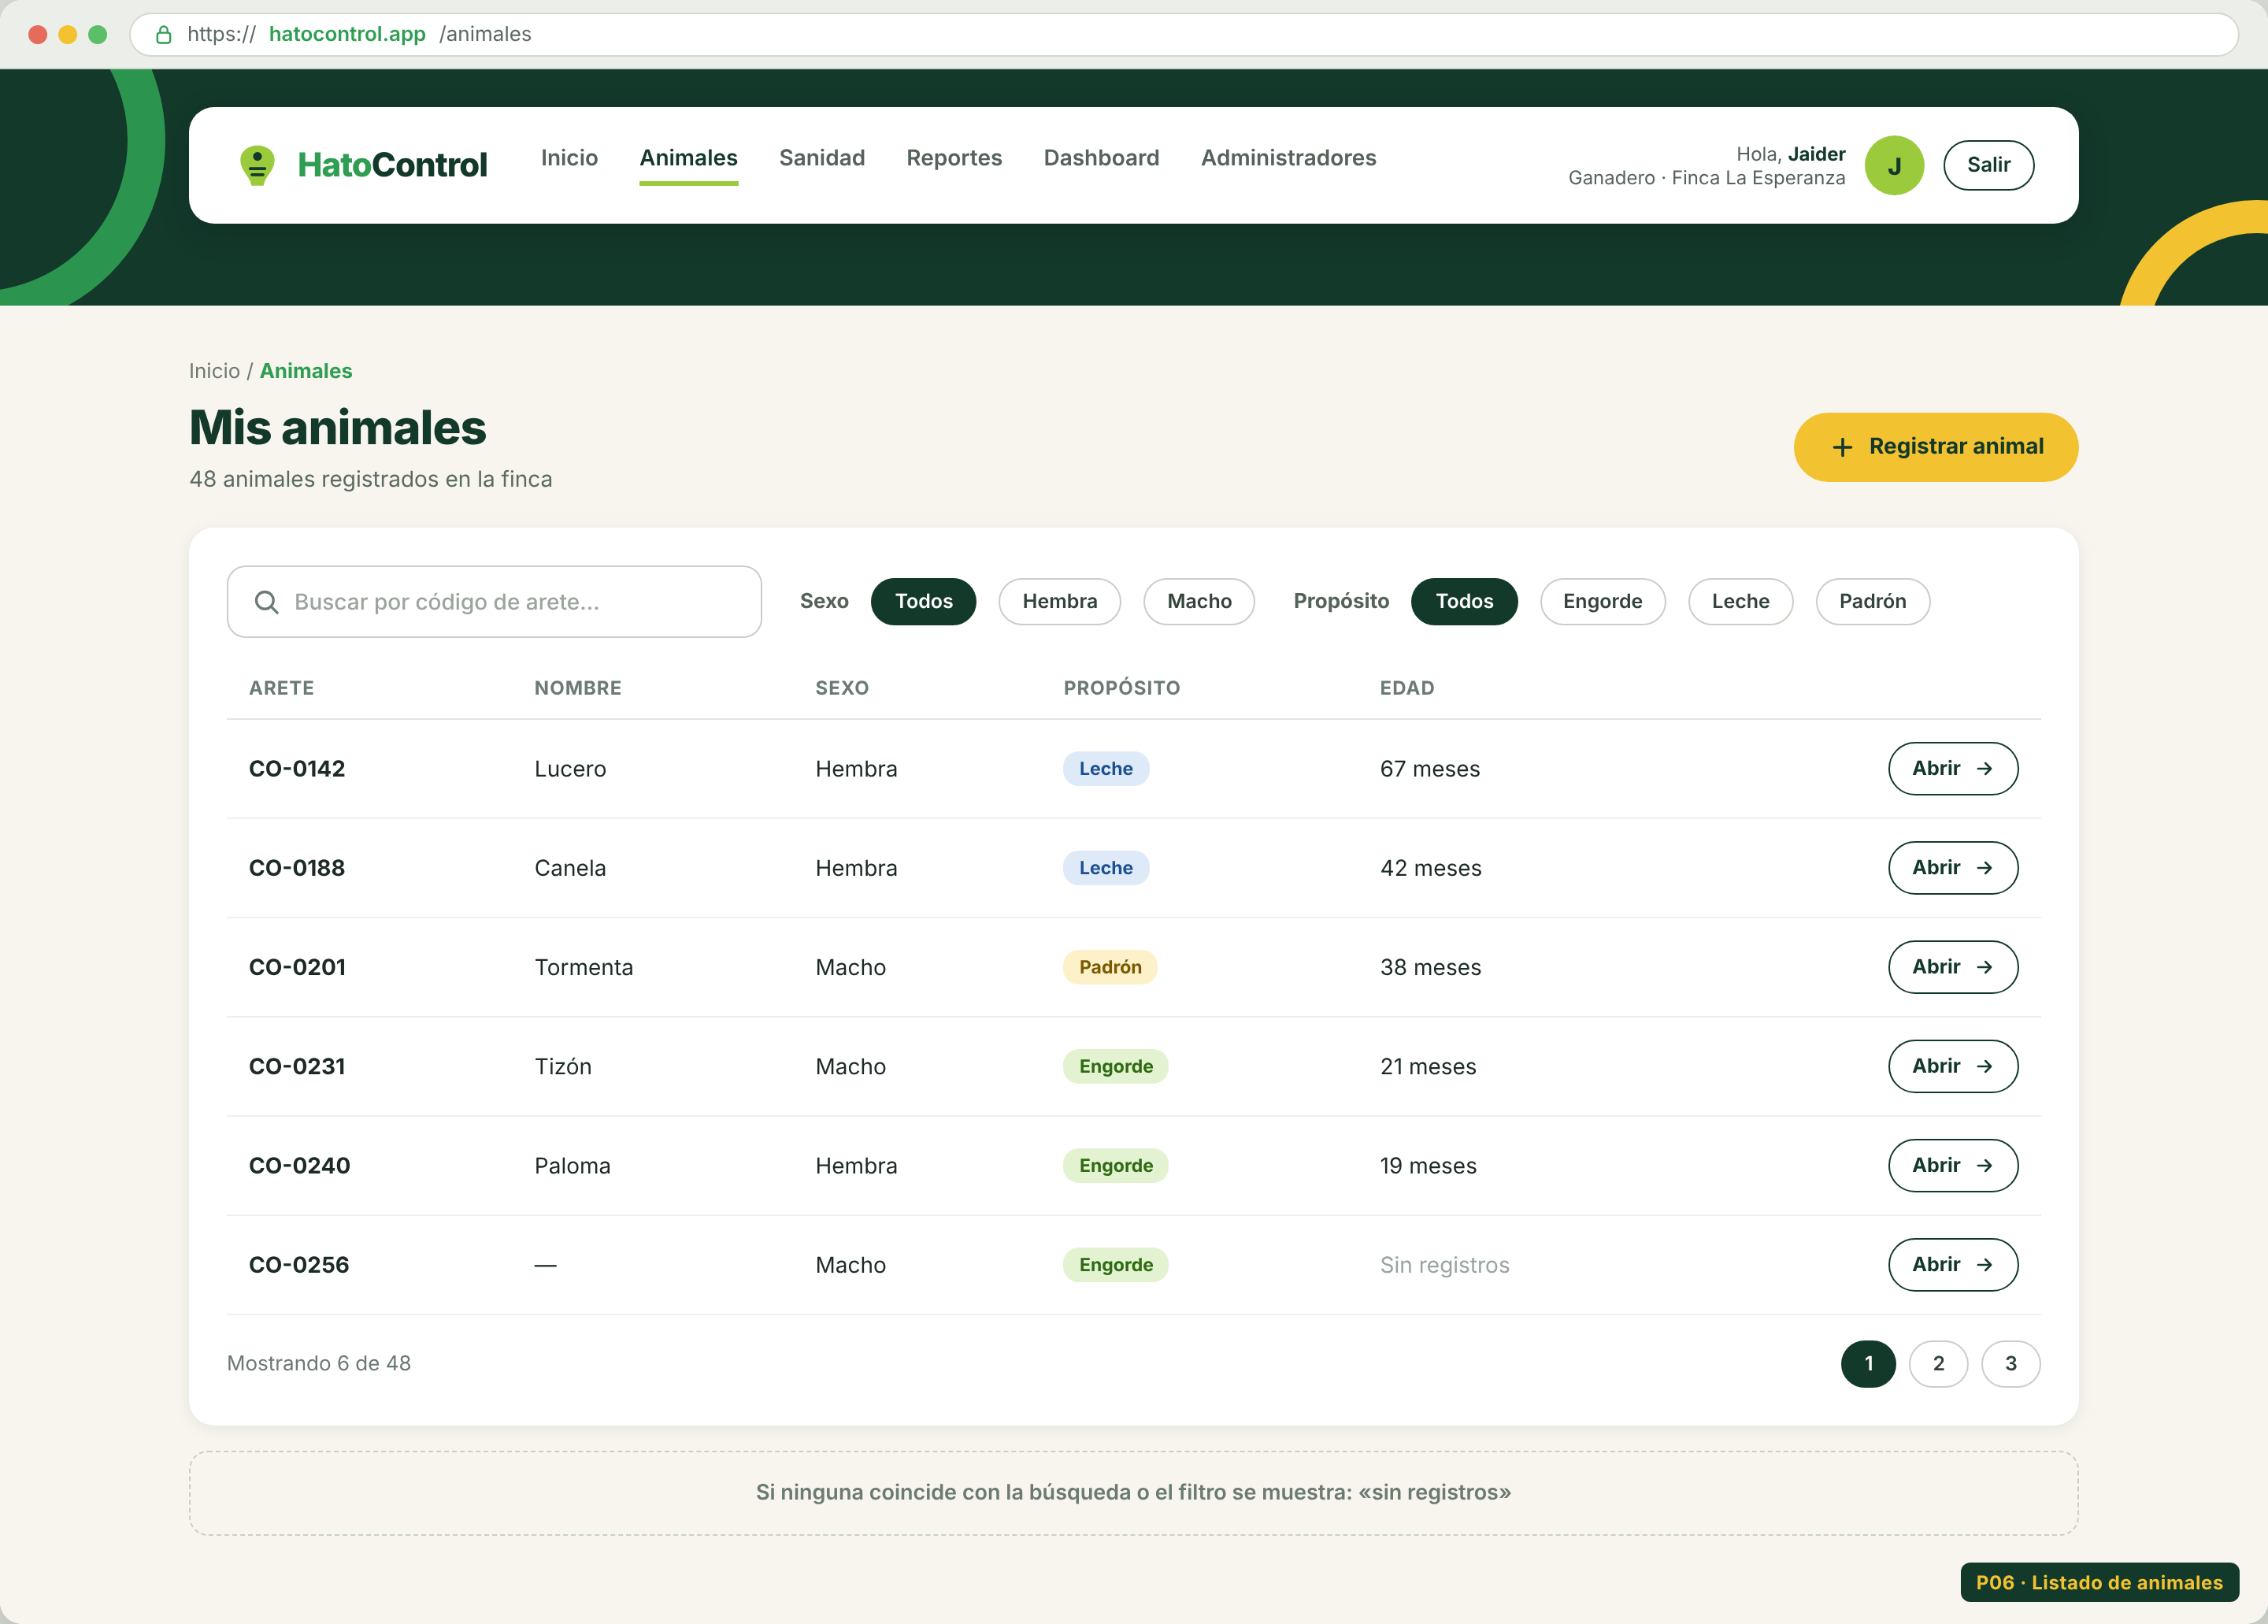 https:// hatocontrol.app /animales
HatoControl Inicio Animales Sanidad Reportes Dashboard Administradores
Hola, Jaider
Ganadero · Finca La Esperanza
J
Salir
Inicio / Animales
Mis animales
48 animales registrados en la finca
+ Registrar animal
Buscar por código de arete... Sexo Todos Hembra Macho Propósito Todos Engorde Leche Padrón
ARETE NOMBRE SEXO PROPÓSITO EDAD
CO-0142 Lucero Hembra Leche 67 meses Abrir →
CO-0188 Canela Hembra Leche 42 meses Abrir →
CO-0201 Tormenta Macho Padrón 38 meses Abrir →
CO-0231 Tizón Macho Engorde 21 meses Abrir →
CO-0240 Paloma Hembra Engorde 19 meses Abrir →
CO-0256 — Macho Engorde Sin registros Abrir →
Mostrando 6 de 48 1 2 3
Si ninguna coincide con la búsqueda o el filtro se muestra: «sin registros»
P06 · Listado de animales